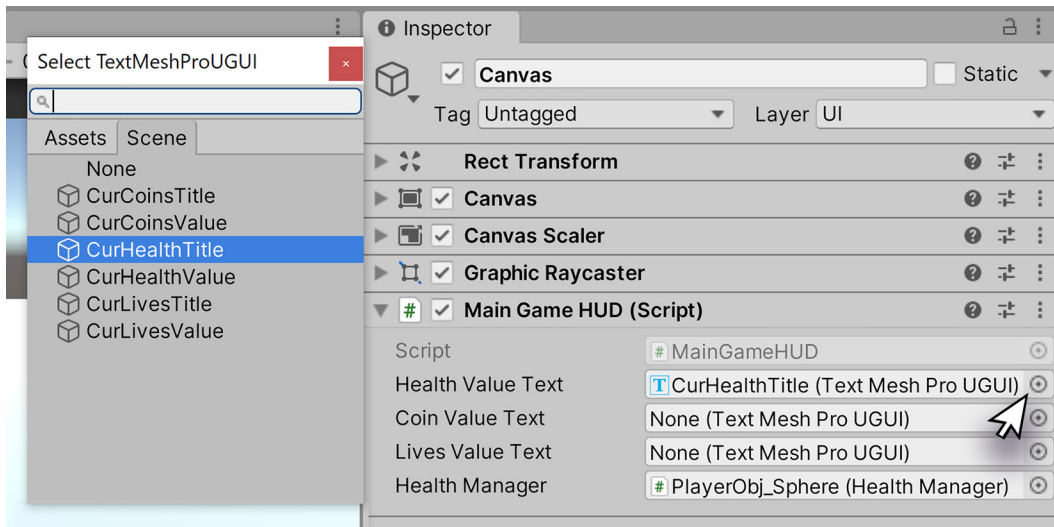 Select TextMeshProUGUI
Assets Scene
None
CurCoinsTitle
CurCoinsValue
CurHealthTitle
CurHealthValue
CurLivesTitle
CurLivesValue
Inspector
Canvas Static
Tag Untagged Layer UI
Rect Transform
Canvas
Canvas Scaler
Graphic Raycaster
# Main Game HUD (Script)
Script # MainGameHUD
Health Value Text T CurHealthTitle (Text Mesh Pro UGUI)
Coin Value Text None (Text Mesh Pro UGUI)
Lives Value Text None (Text Mesh Pro UGUI)
Health Manager # PlayerObj_Sphere (Health Manager)